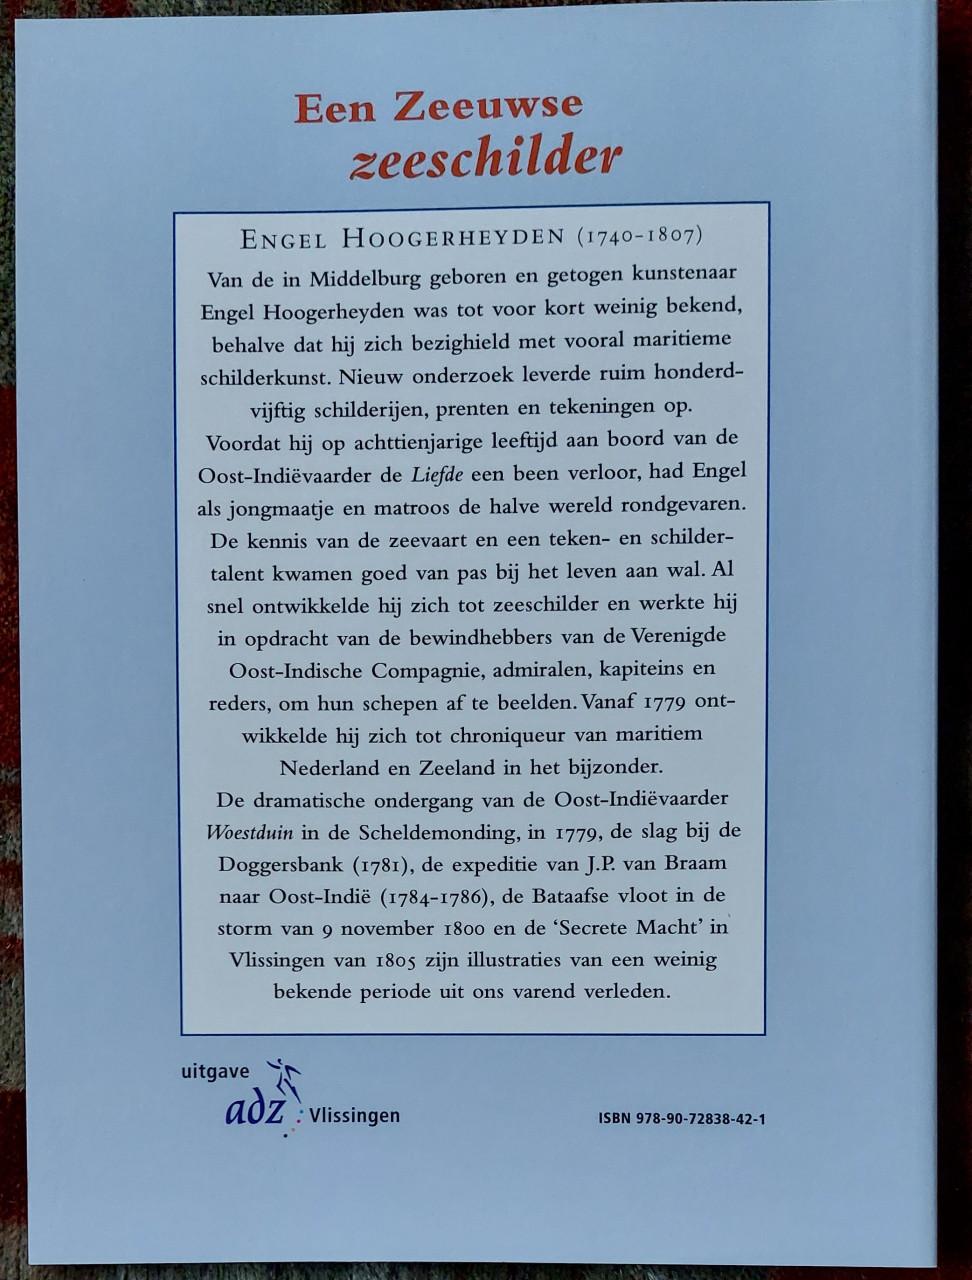 Een Zeeuwse
zeeschilder
Engel Hoogerheyden (1740-1807)
Van de in Middelburg geboren en getogen kunstenaar
Engel Hoogerheyden was tot voor kort weinig bekend,
behalve dat hij zich bezighield met vooral maritieme
schilderkunst. Nieuw onderzoek leverde ruim honderd-
vijftig schilderijen, prenten en tekeningen op.
Voordat hij op achttienjarige leeftijd aan boord van de
Oost-Indiëvaarder de Liefde een been verloor, had Engel
als jongmaatje en matroos de halve wereld rondgevaren.
De kennis van de zeevaart en een teken- en schilder-
talent kwamen goed van pas bij het leven aan wal. Al
snel ontwikkelde hij zich tot zeeschilder en werkte hij
in opdracht van de bewindhebbers van de Verenigde
Oost-Indische Compagnie, admiralen, kapiteins en
reders, om hun schepen af te beelden. Vanaf 1779 ont-
wikkelde hij zich tot chroniqueur van maritiem
Nederland en Zeeland in het bijzonder.
De dramatische ondergang van de Oost-Indiëvaarder
Woestduin in de Scheldemonding, in 1779, de slag bij de
Doggersbank (1781), de expeditie van J.P. van Braam
naar Oost-Indië (1784-1786), de Bataafse vloot in de
storm van 9 november 1800 en de ‘Secrete Macht’ in
Vlissingen van 1805 zijn illustraties van een weinig
bekende periode uit ons varend verleden.
uitgave
adz Vlissingen
ISBN 978-90-72838-42-1